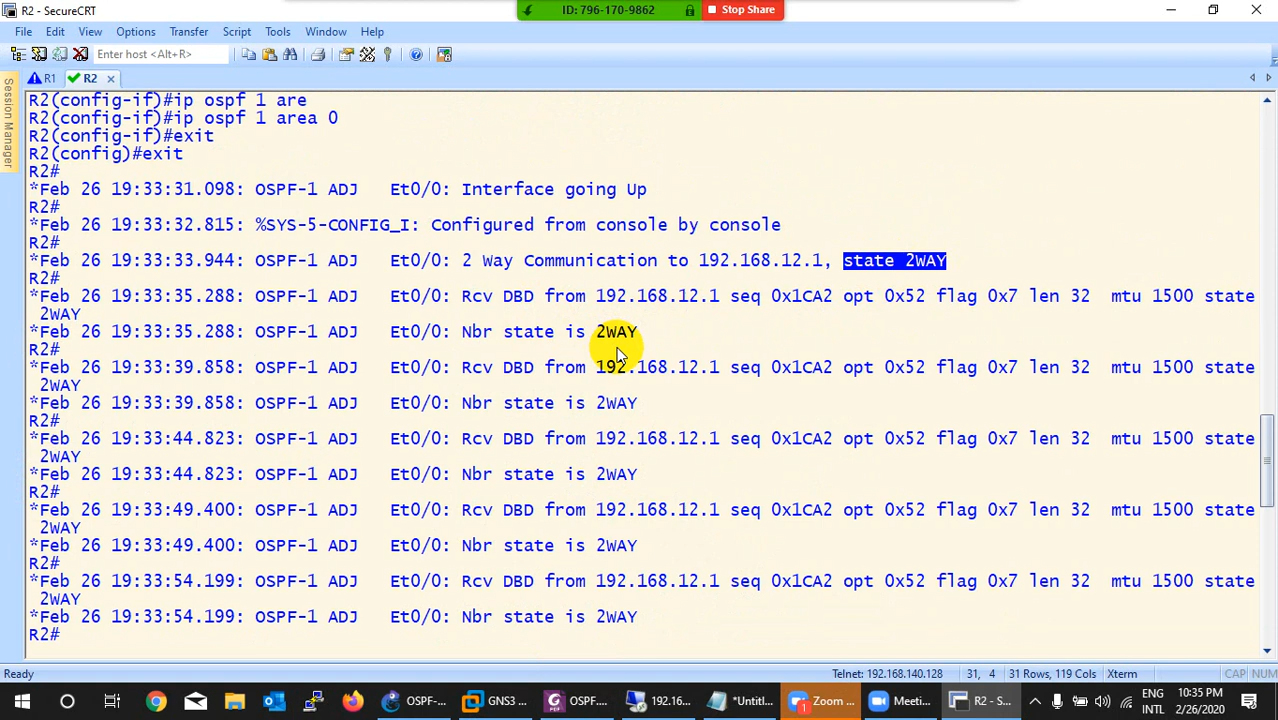 R2 - SecureCRT
ID: 796-170-9862
Stop Share
File Edit View Options Transfer Script Tools Window Help
Enter host <Alt+R>
R1 R2
Session Manager
R2(config-if)#ip ospf 1 are
R2(config-if)#ip ospf 1 area 0
R2(config-if)#exit
R2(config)#exit
R2#
*Feb 26 19:33:31.098: OSPF-1 ADJ   Et0/0: Interface going Up
R2#
*Feb 26 19:33:32.815: %SYS-5-CONFIG_I: Configured from console by console
R2#
*Feb 26 19:33:33.944: OSPF-1 ADJ   Et0/0: 2 Way Communication to 192.168.12.1, state 2WAY
R2#
*Feb 26 19:33:35.288: OSPF-1 ADJ   Et0/0: Rcv DBD from 192.168.12.1 seq 0x1CA2 opt 0x52 flag 0x7 len 32  mtu 1500 state
2WAY
*Feb 26 19:33:35.288: OSPF-1 ADJ   Et0/0: Nbr state is 2WAY
R2#
*Feb 26 19:33:39.858: OSPF-1 ADJ   Et0/0: Rcv DBD from 192.168.12.1 seq 0x1CA2 opt 0x52 flag 0x7 len 32  mtu 1500 state
2WAY
*Feb 26 19:33:39.858: OSPF-1 ADJ   Et0/0: Nbr state is 2WAY
R2#
*Feb 26 19:33:44.823: OSPF-1 ADJ   Et0/0: Rcv DBD from 192.168.12.1 seq 0x1CA2 opt 0x52 flag 0x7 len 32  mtu 1500 state
2WAY
*Feb 26 19:33:44.823: OSPF-1 ADJ   Et0/0: Nbr state is 2WAY
R2#
*Feb 26 19:33:49.400: OSPF-1 ADJ   Et0/0: Rcv DBD from 192.168.12.1 seq 0x1CA2 opt 0x52 flag 0x7 len 32  mtu 1500 state
2WAY
*Feb 26 19:33:49.400: OSPF-1 ADJ   Et0/0: Nbr state is 2WAY
R2#
*Feb 26 19:33:54.199: OSPF-1 ADJ   Et0/0: Rcv DBD from 192.168.12.1 seq 0x1CA2 opt 0x52 flag 0x7 len 32  mtu 1500 state
2WAY
*Feb 26 19:33:54.199: OSPF-1 ADJ   Et0/0: Nbr state is 2WAY
R2#
Ready Telnet: 192.168.140.128 31, 4 31 Rows, 119 Cols Xterm CAP NUM
OSPF-... GNS3 ... OSPF.... 192.16... *Untitl... Zoom ... Meeti... R2 - S...
1
ENG
INTL
10:35 PM
2/26/2020